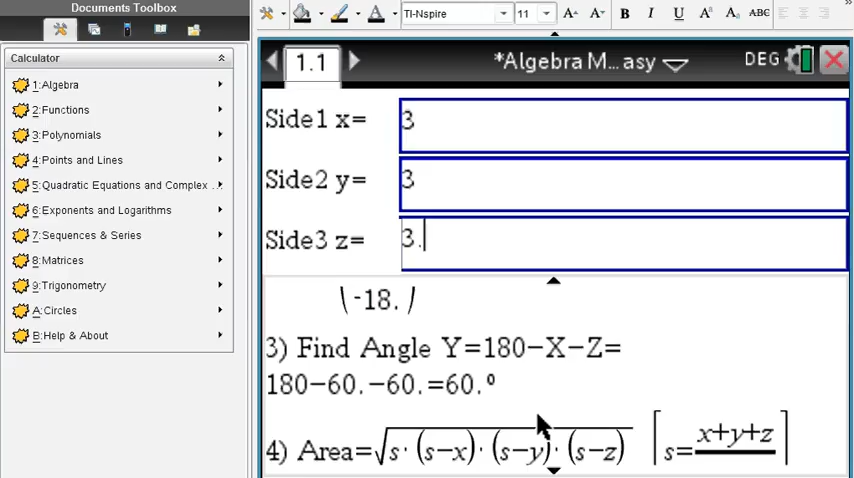 Documents Toolbox
TI-Nspire 11 B I U A ABC
Calculator
1:Algebra
2:Functions
3:Polynomials
4:Points and Lines
5:Quadratic Equations and Complex ...
6:Exponents and Logarithms
7:Sequences & Series
8:Matrices
9:Trigonometry
A:Circles
B:Help & About
1.1 *Algebra M...asy DEG
Side1 x= 3
Side2 y= 3
Side3 z= 3.
(-18.)
3) Find Angle Y=180-X-Z=
180-60.-60.=60.º
4) Area=√s·(s-x)·(s-y)·(s-z) [s=x+y+z]